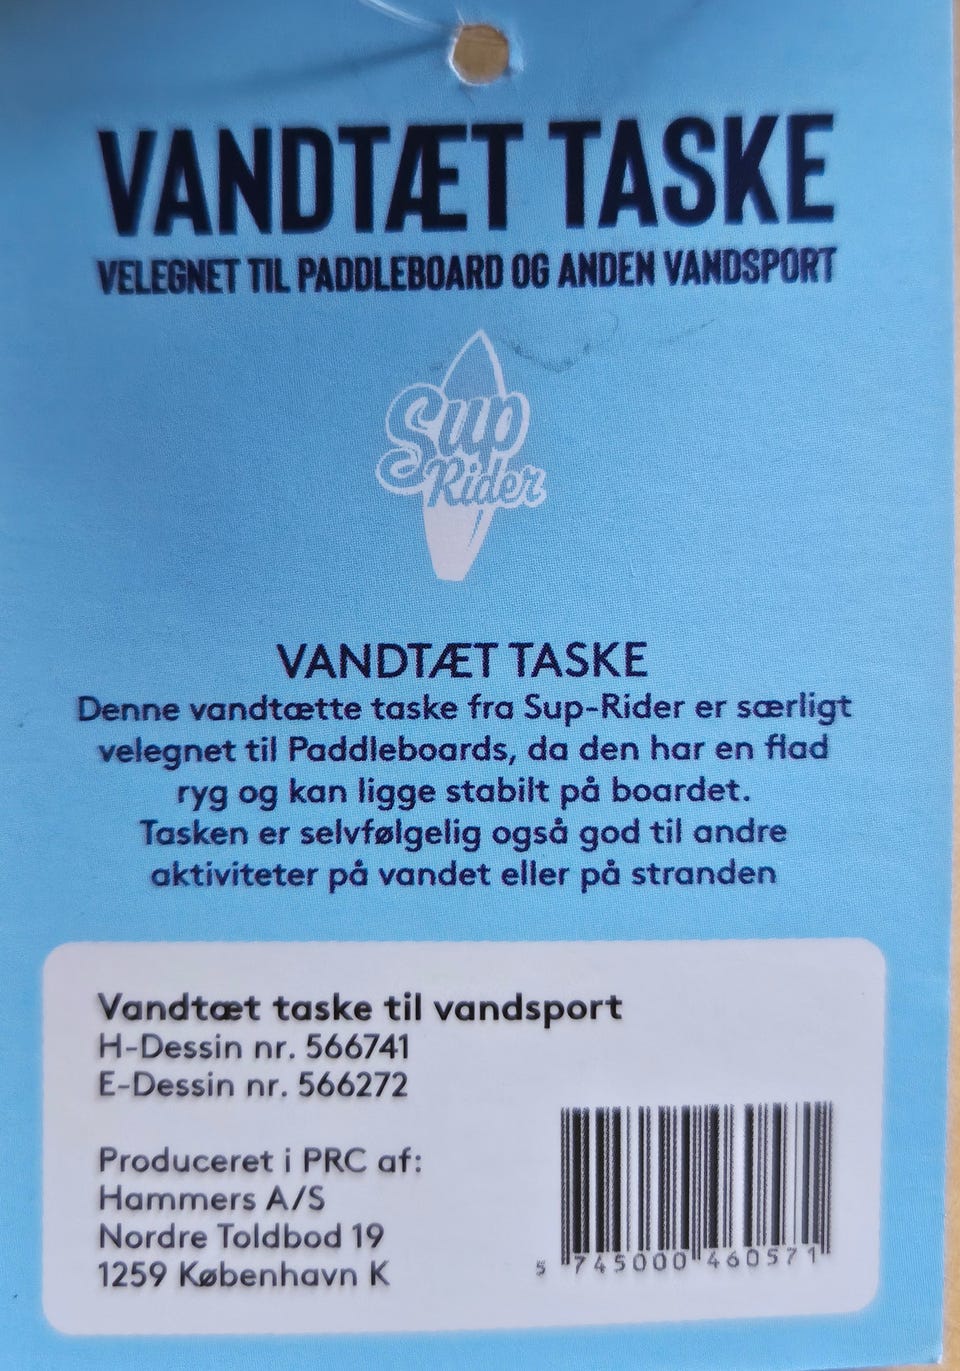 VANDTÆT TASKE
VELEGNET TIL PADDLEBOARD OG ANDEN VANDSPORT
Sup
Rider
VANDTÆT TASKE
Denne vandtætte taske fra Sup-Rider er særligt
velegnet til Paddleboards, da den har en flad
ryg og kan ligge stabilt på boardet.
Tasken er selvfølgelig også god til andre
aktiviteter på vandet eller på stranden
Vandtæt taske til vandsport
H-Dessin nr. 566741
E-Dessin nr. 566272
Produceret i PRC af:
Hammers A/S
Nordre Toldbod 19
1259 København K
5 745000 460571